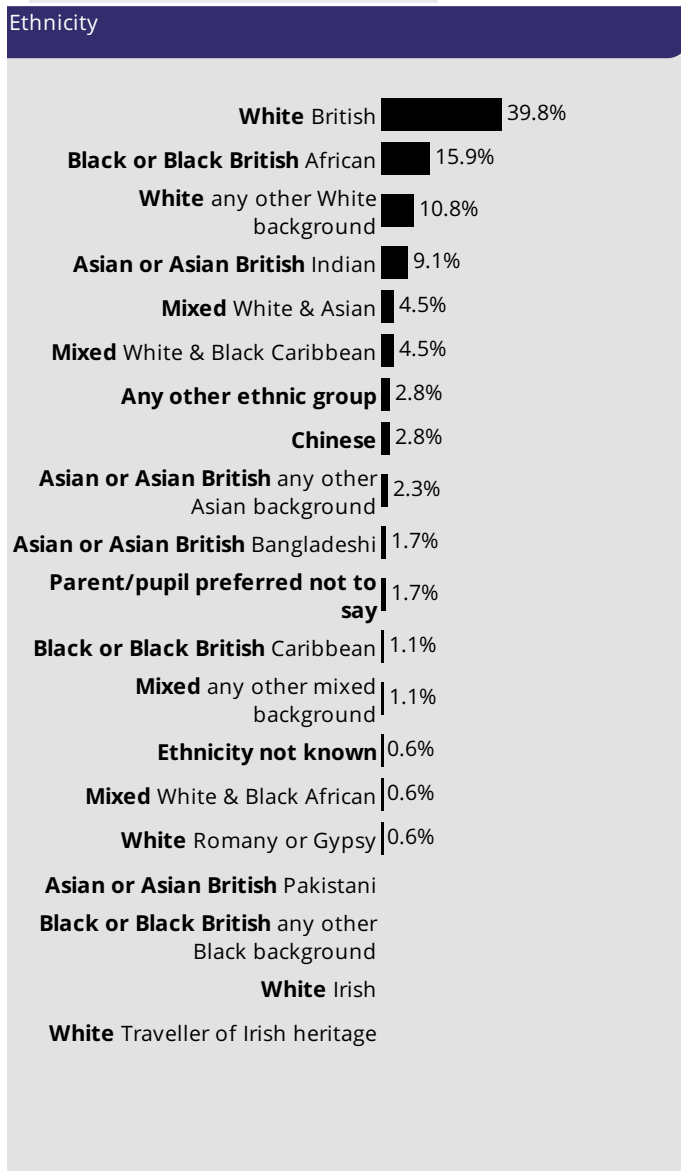 Ethnicity
White British 39.8%
Black or Black British African 15.9%
White any other White
background 10.8%
Asian or Asian British Indian 9.1%
Mixed White & Asian 4.5%
Mixed White & Black Caribbean 4.5%
Any other ethnic group 2.8%
Chinese 2.8%
Asian or Asian British any other
Asian background 2.3%
Asian or Asian British Bangladeshi 1.7%
Parent/pupil preferred not to
say 1.7%
Black or Black British Caribbean 1.1%
Mixed any other mixed
background 1.1%
Ethnicity not known 0.6%
Mixed White & Black African 0.6%
White Romany or Gypsy 0.6%
Asian or Asian British Pakistani
Black or Black British any other
Black background
White Irish
White Traveller of Irish heritage